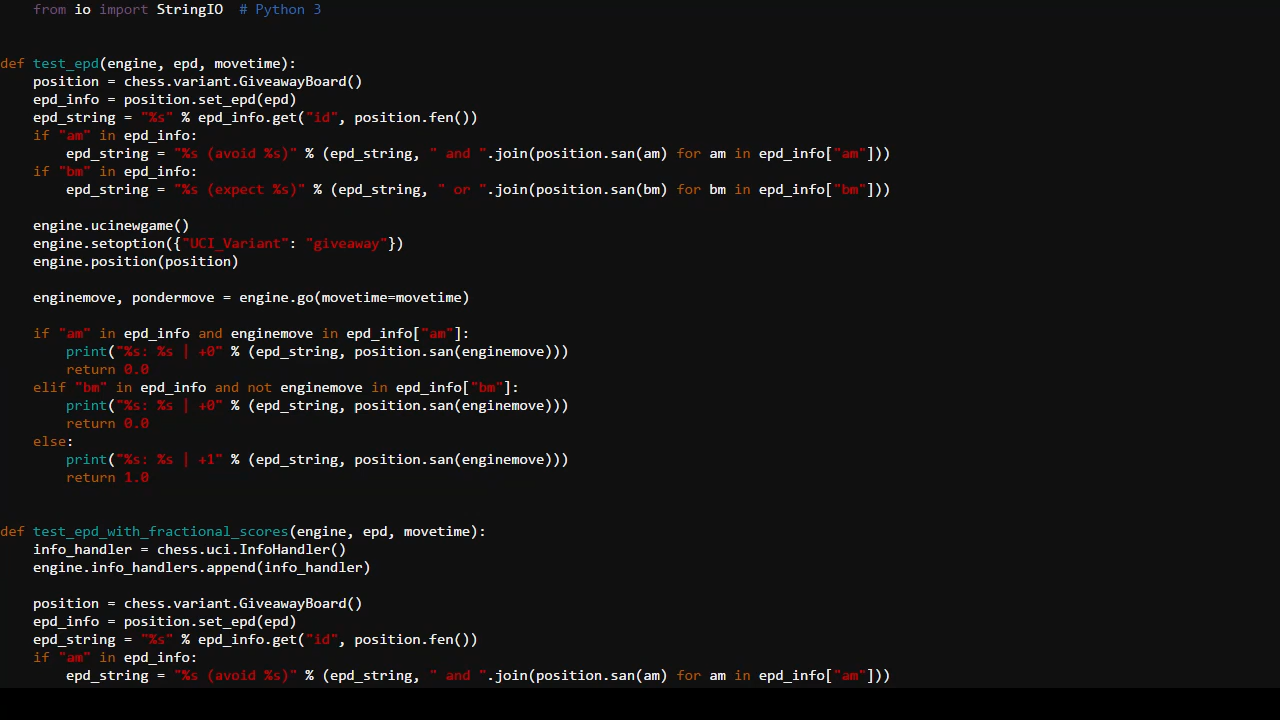 from io import StringIO  # Python 3


def test_epd(engine, epd, movetime):
    position = chess.variant.GiveawayBoard()
    epd_info = position.set_epd(epd)
    epd_string = "%s" % epd_info.get("id", position.fen())
    if "am" in epd_info:
        epd_string = "%s (avoid %s)" % (epd_string, " and ".join(position.san(am) for am in epd_info["am"]))
    if "bm" in epd_info:
        epd_string = "%s (expect %s)" % (epd_string, " or ".join(position.san(bm) for bm in epd_info["bm"]))

    engine.ucinewgame()
    engine.setoption({"UCI_Variant": "giveaway"})
    engine.position(position)

    enginemove, pondermove = engine.go(movetime=movetime)

    if "am" in epd_info and enginemove in epd_info["am"]:
        print("%s: %s | +0" % (epd_string, position.san(enginemove)))
        return 0.0
    elif "bm" in epd_info and not enginemove in epd_info["bm"]:
        print("%s: %s | +0" % (epd_string, position.san(enginemove)))
        return 0.0
    else:
        print("%s: %s | +1" % (epd_string, position.san(enginemove)))
        return 1.0


def test_epd_with_fractional_scores(engine, epd, movetime):
    info_handler = chess.uci.InfoHandler()
    engine.info_handlers.append(info_handler)

    position = chess.variant.GiveawayBoard()
    epd_info = position.set_epd(epd)
    epd_string = "%s" % epd_info.get("id", position.fen())
    if "am" in epd_info:
        epd_string = "%s (avoid %s)" % (epd_string, " and ".join(position.san(am) for am in epd_info["am"]))